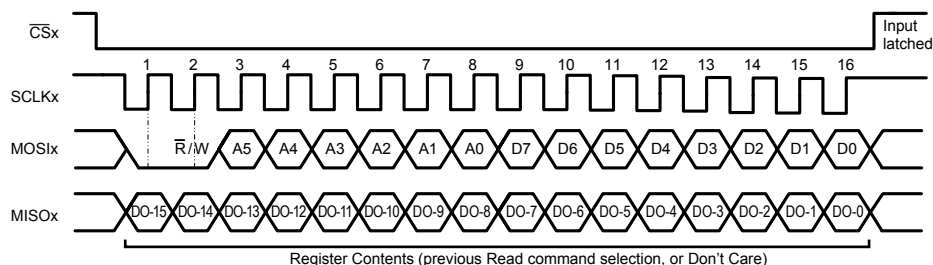 CSx Input latched
1 2 3 4 5 6 7 8 9 10 11 12 13 14 15 16
SCLKx
MOSIx R/W A5 A4 A3 A2 A1 A0 D7 D6 D5 D4 D3 D2 D1 D0
MISOx DO-15 DO-14 DO-13 DO-12 DO-11 DO-10 DO-9 DO-8 DO-7 DO-6 DO-5 DO-4 DO-3 DO-2 DO-1 DO-0
Register Contents (previous Read command selection, or Don't Care)